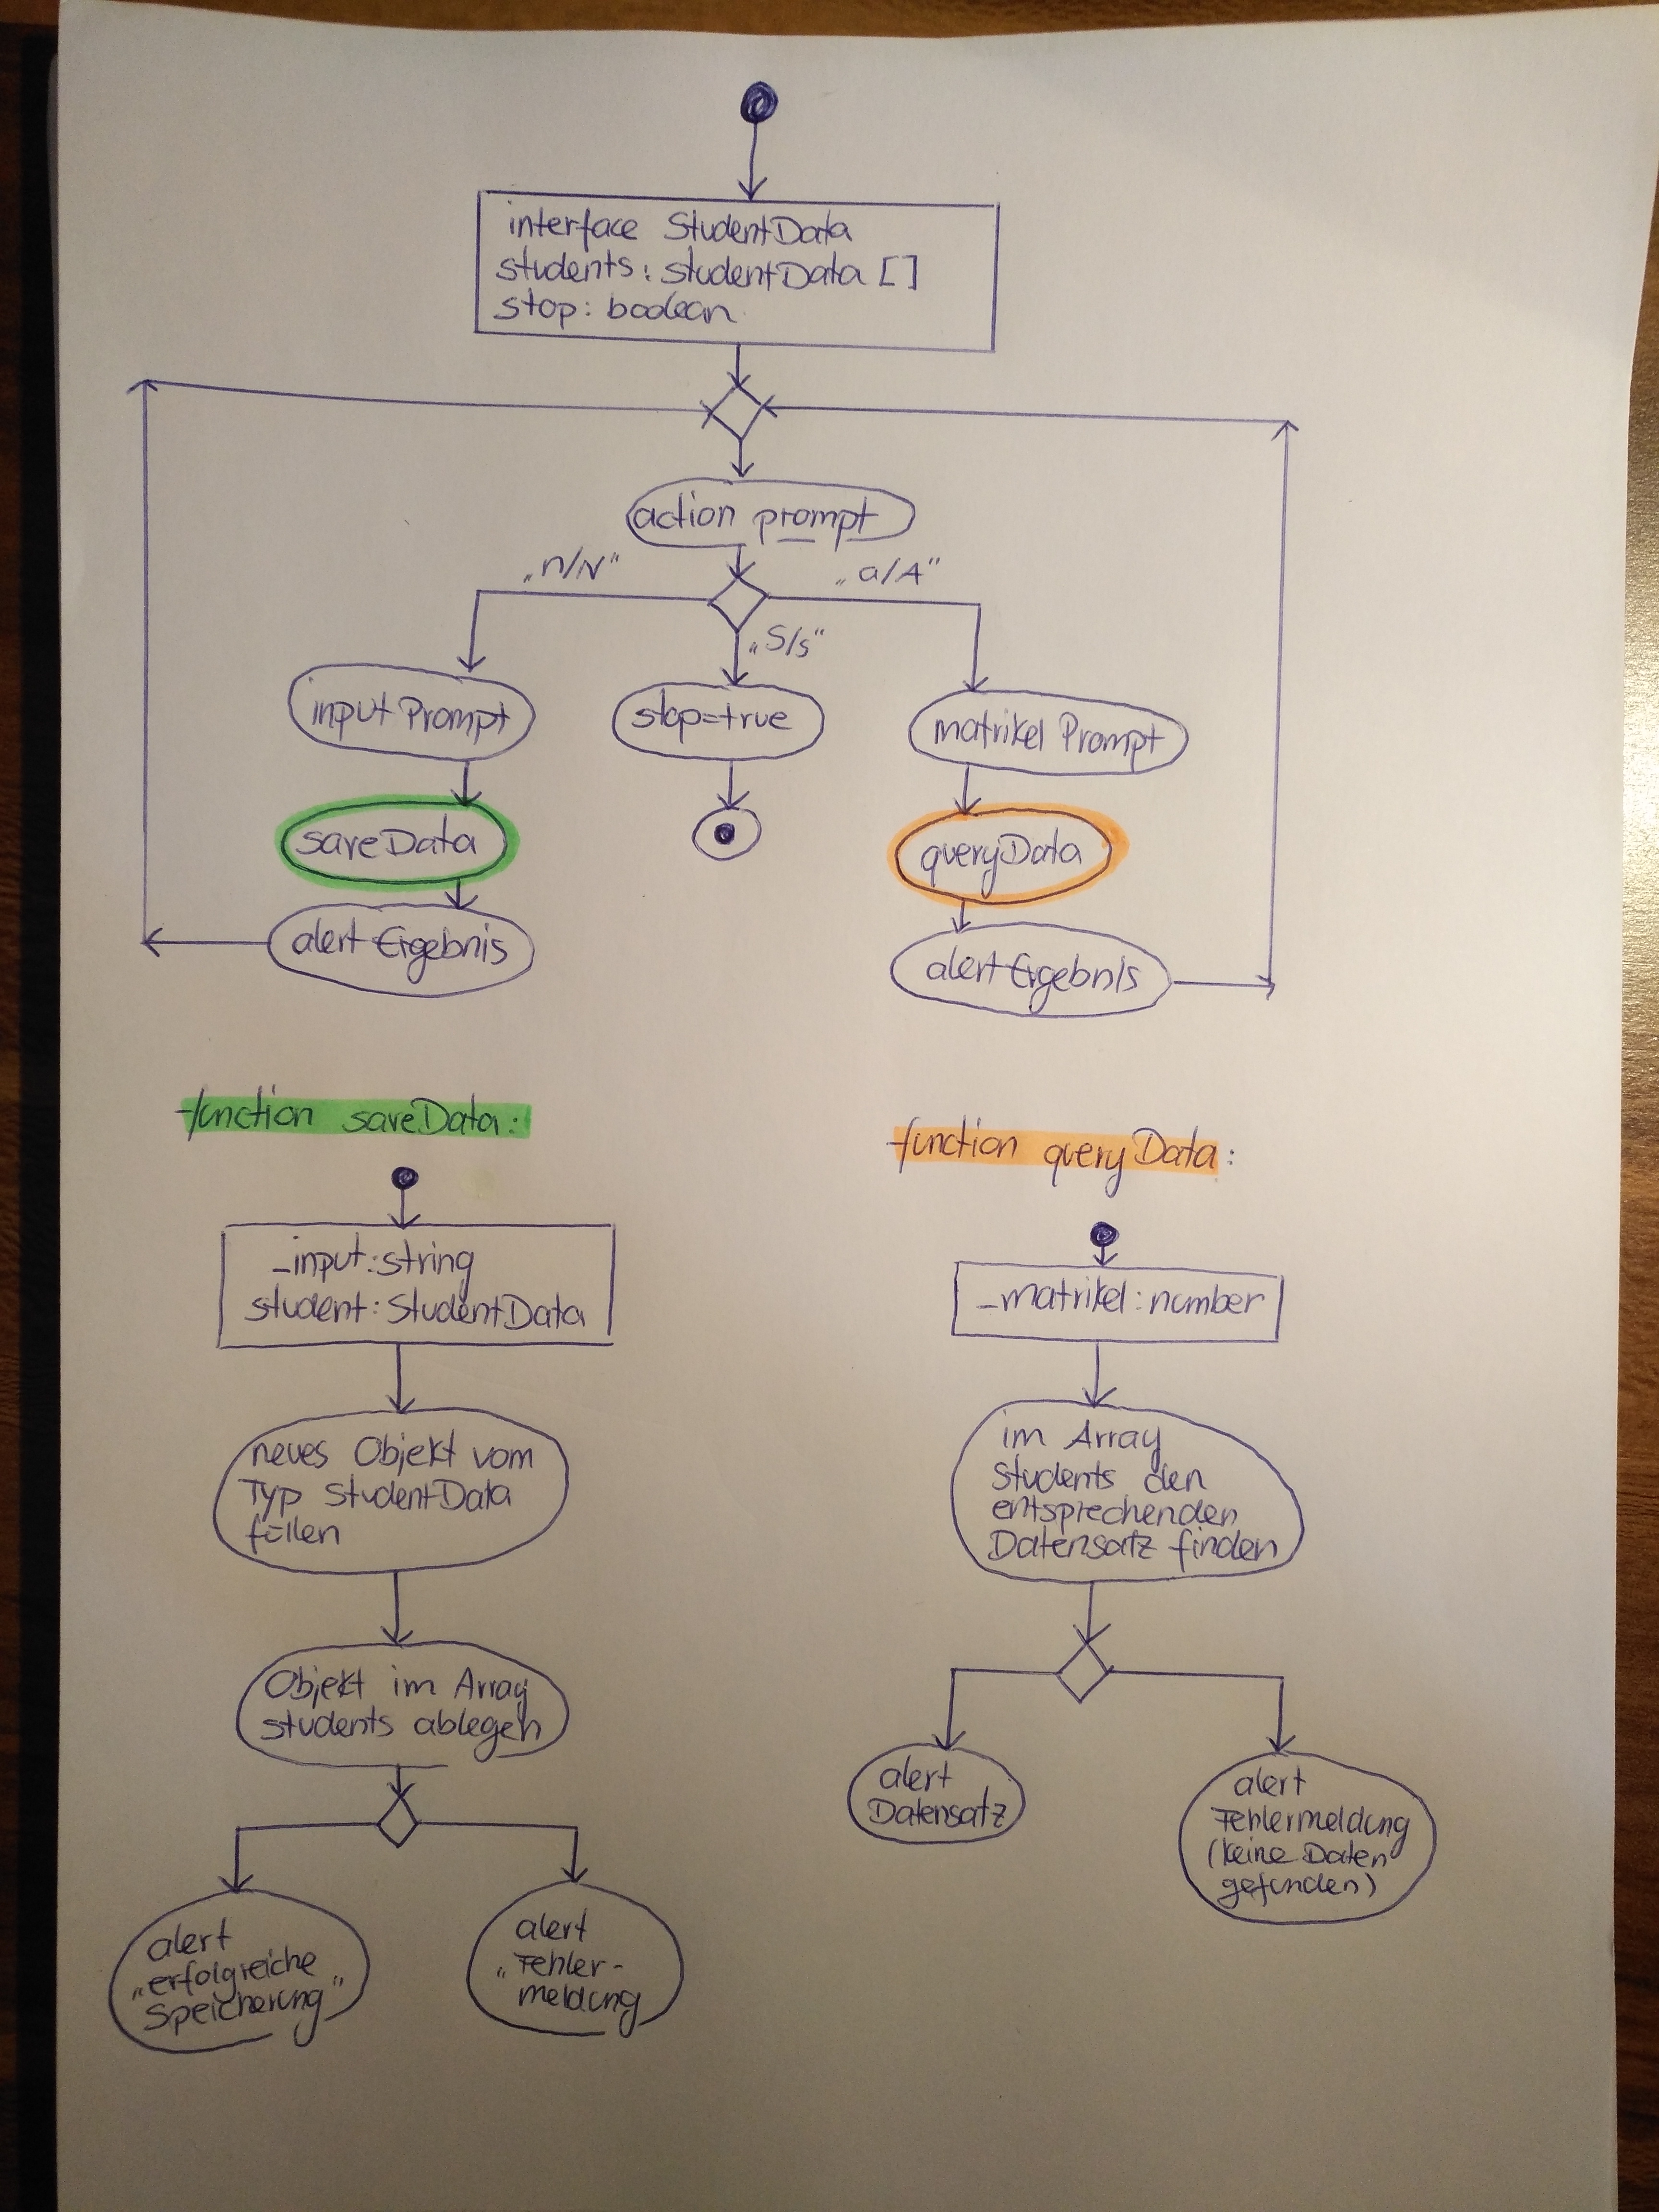 interface StudentData
students: StudentData []
stop: boolean
action prompt
„n/N"
„a/A"
„S/s"
input Prompt
stop=true
matrikel Prompt
saveData
queryData
alert Ergebnis
alert Ergebnis
function saveData:
_input: string
student: StudentData
neues Objekt vom
Typ StudentData
füllen
Objekt im Array
students ablegen
alert
„erfolgreiche
Speicherung"
alert
„Fehler-
meldung
function queryData:
_matrikel: number
im Array
Students den
entsprechenden
Datensatz finden
alert
Datensatz
alert
Fehlermeldung
(keine Daten
gefunden)